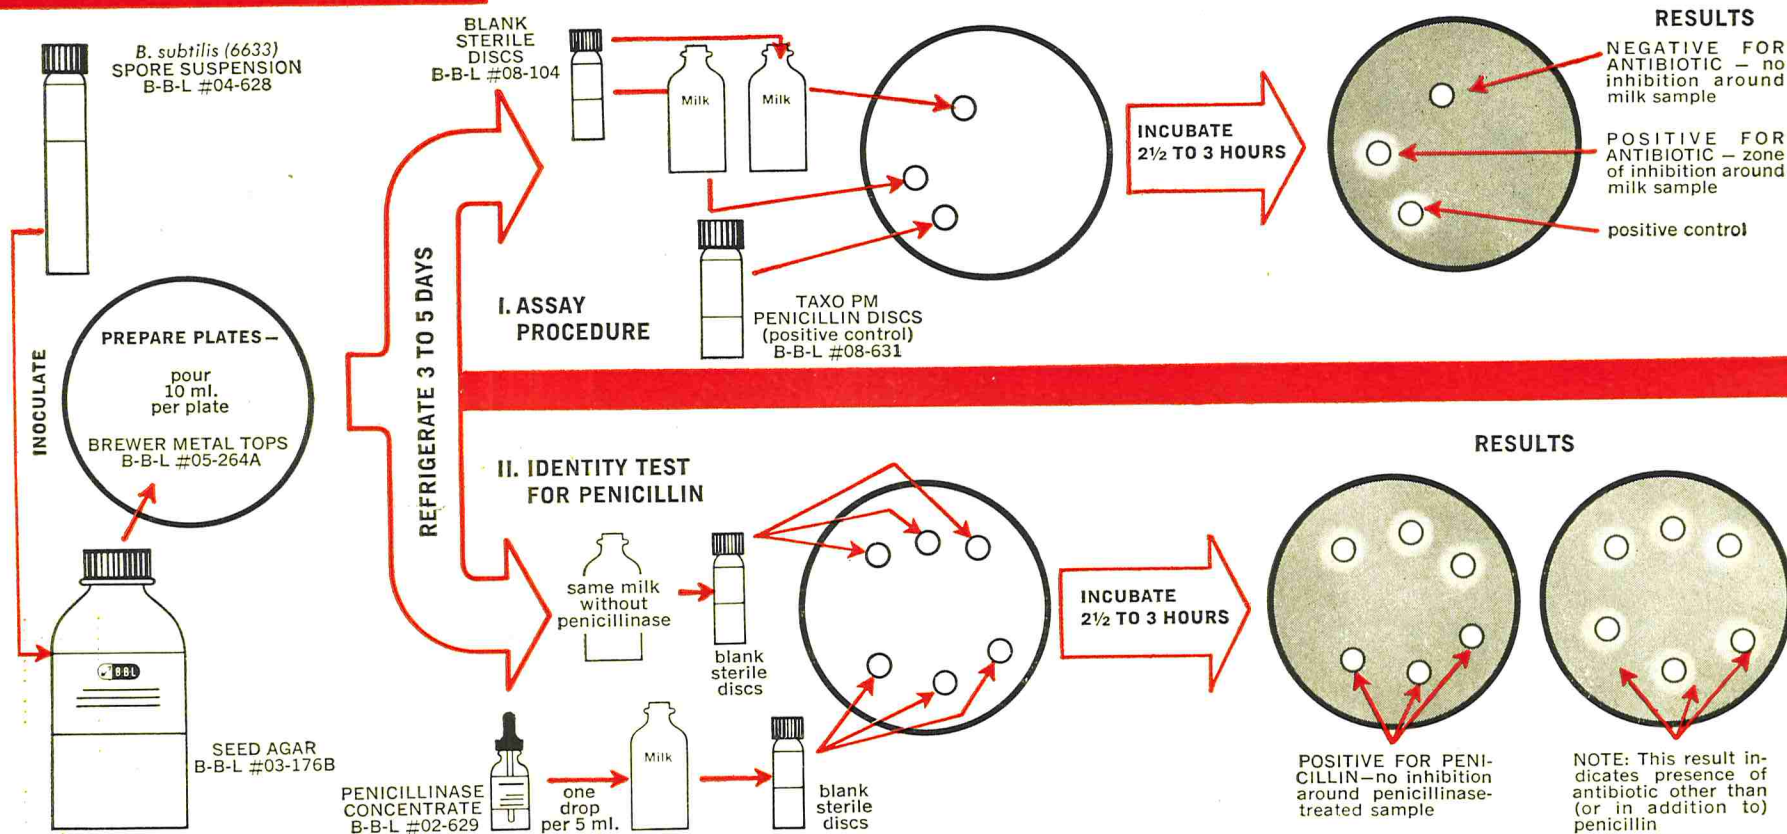 B. subtilis (6633)
SPORE SUSPENSION
B-B-L #04-628
INOCULATE
PREPARE PLATES—
pour
10 ml.
per plate
BREWER METAL TOPS
B-B-L #05-264A
BBL
SEED AGAR
B-B-L #03-176B
REFRIGERATE 3 TO 5 DAYS
BLANK
STERILE
DISCS
B-B-L #08-104
Milk
Milk
I. ASSAY
PROCEDURE
TAXO PM
PENICILLIN DISCS
(positive control)
B-B-L #08-631
INCUBATE
2½ TO 3 HOURS
RESULTS
NEGATIVE FOR
ANTIBIOTIC — no
inhibition around
milk sample
POSITIVE FOR
ANTIBIOTIC — zone
of inhibition around
milk sample
positive control
II. IDENTITY TEST
FOR PENICILLIN
same milk
without
penicillinase
blank
sterile
discs
PENICILLINASE
CONCENTRATE
B-B-L #02-629
one
drop
per 5 ml.
Milk
blank
sterile
discs
INCUBATE
2½ TO 3 HOURS
RESULTS
POSITIVE FOR PENI-
CILLIN—no inhibition
around penicillinase-
treated sample
NOTE: This result in-
dicates presence of
antibiotic other than
(or in addition to)
penicillin